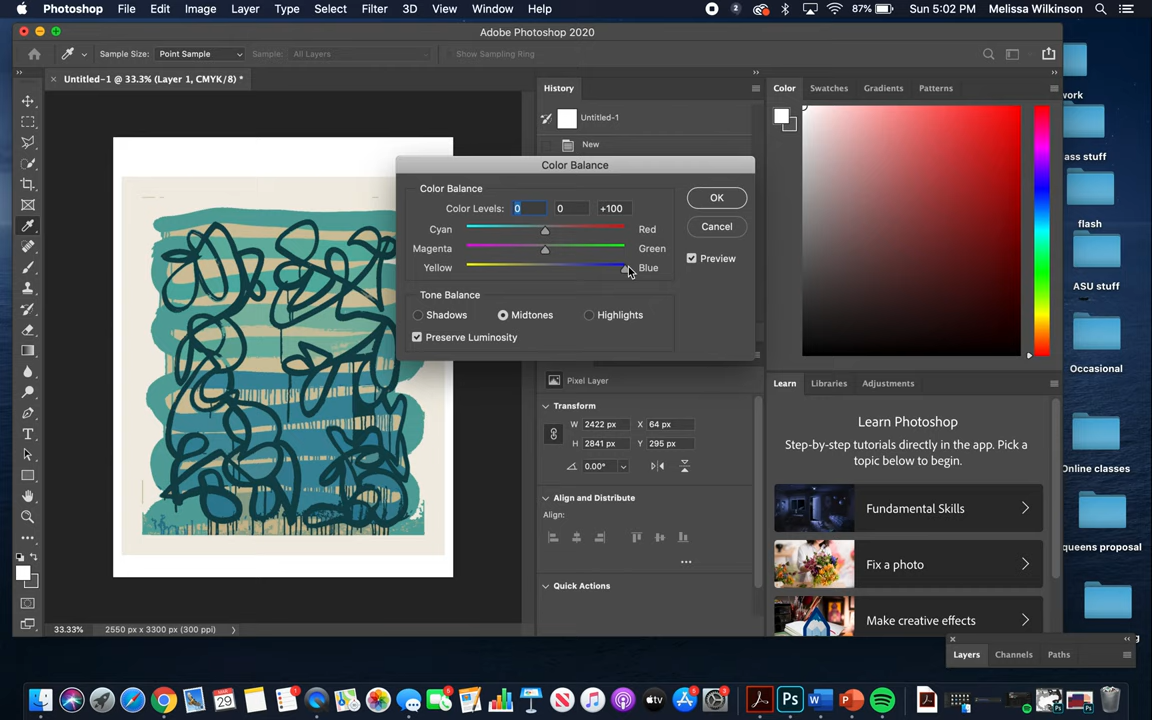 Photoshop File Edit Image Layer Type Select Filter 3D View Window Help 2 87% Sun 5:02 PM Melissa Wilkinson
Adobe Photoshop 2020
Sample Size: Point Sample Sample: All Layers Show Sampling Ring
Untitled-1 @ 33.3% (Layer 1, CMYK/8) *
History
Color Swatches Gradients Patterns
work
Untitled-1
ass stuff
New
Color Balance
Color Balance
Color Levels: 0 0 +100
OK
Cyan Red
Cancel
flash
Magenta Green
Preview
Yellow Blue
ASU stuff
Tone Balance
Shadows Midtones Highlights
Preserve Luminosity
Occasional
Pixel Layer
Learn Libraries Adjustments
Transform
Learn Photoshop
W 2422 px X 64 px
H 2841 px Y 295 px
Step-by-step tutorials directly in the app. Pick a
topic below to begin.
0.00°
Online classes
Align and Distribute
Fundamental Skills
Align:
queens proposal
Fix a photo
Quick Actions
Make creative effects
33.33% 2550 px x 3300 px (300 ppi)
Layers Channels Paths